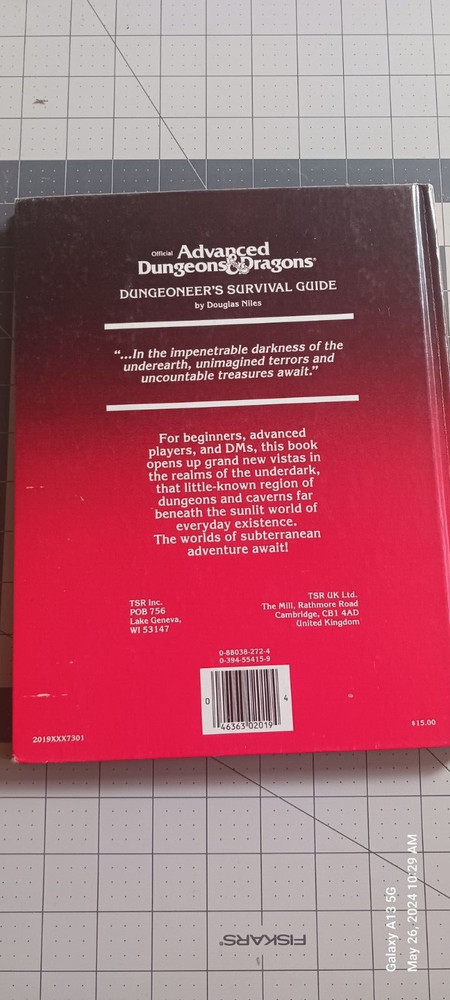 Official Advanced
Dungeons & Dragons®
DUNGEONEER'S SURVIVAL GUIDE
by Douglas Niles
"...In the impenetrable darkness of the
underearth, unimagined terrors and
uncountable treasures await."
For beginners, advanced
players, and DMs, this book
opens up grand new vistas in
the realms of the underdark,
that little-known region of
dungeons and caverns far
beneath the sunlit world of
everyday existence.
The worlds of subterranean
adventure await!
TSR Inc.
POB 756
Lake Geneva,
WI 53147
TSR UK Ltd.
The Mill, Rathmore Road
Cambridge, CB1 4AD
United Kingdom
0-88038-272-4
0-394-55415-9
0 46363 02019 4
2019XXX7301
$15.00
FISKARS®
Galaxy A13 5G
May 26, 2024 10:29 AM